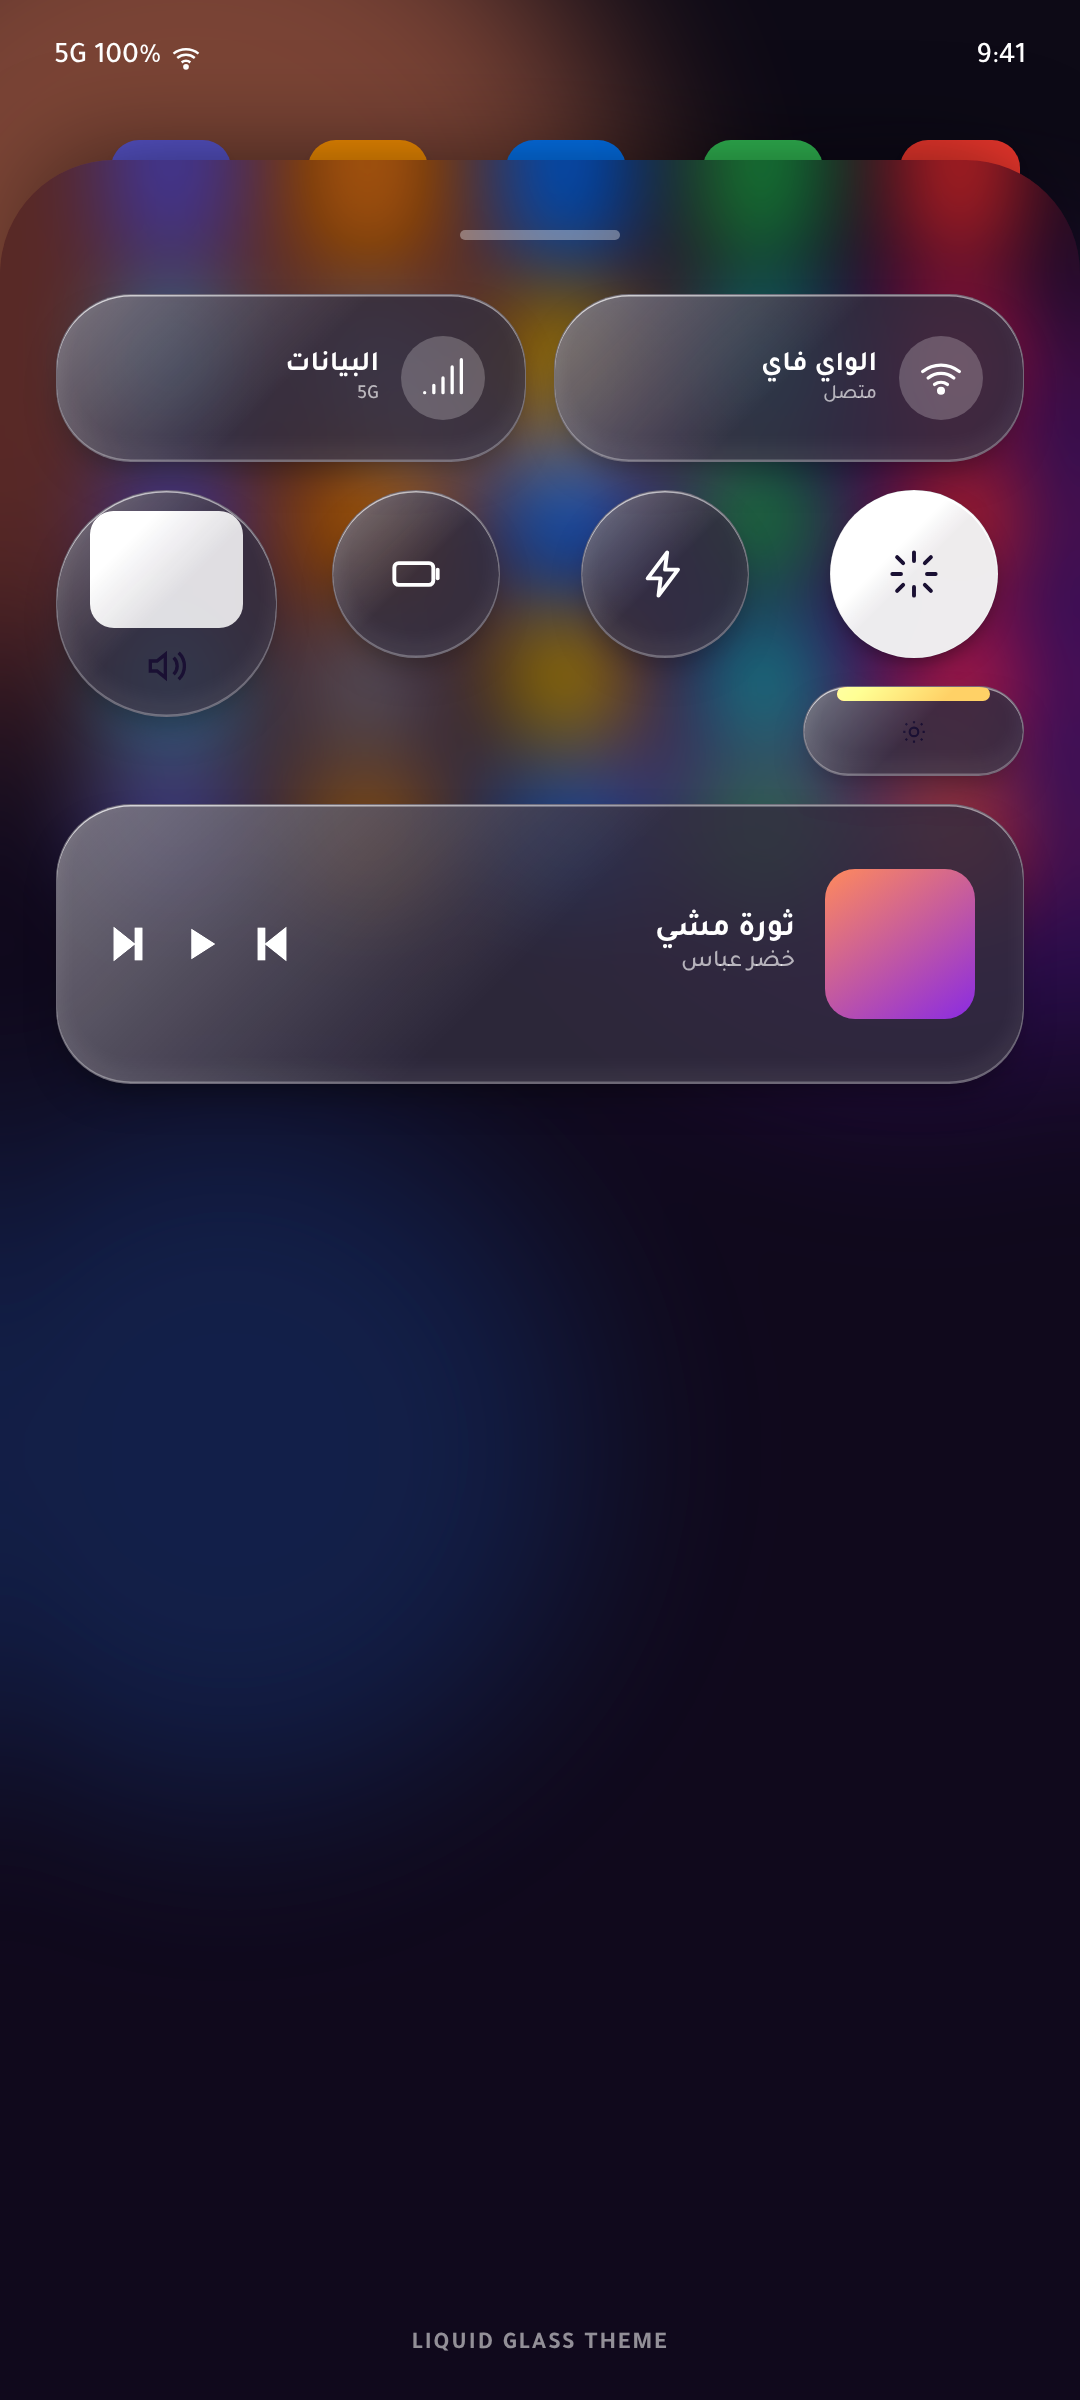 5G 100%
9:41
الواي فاي
متصل
البيانات
5G
ثورة مشي
خضر عباس
LIQUID GLASS THEME